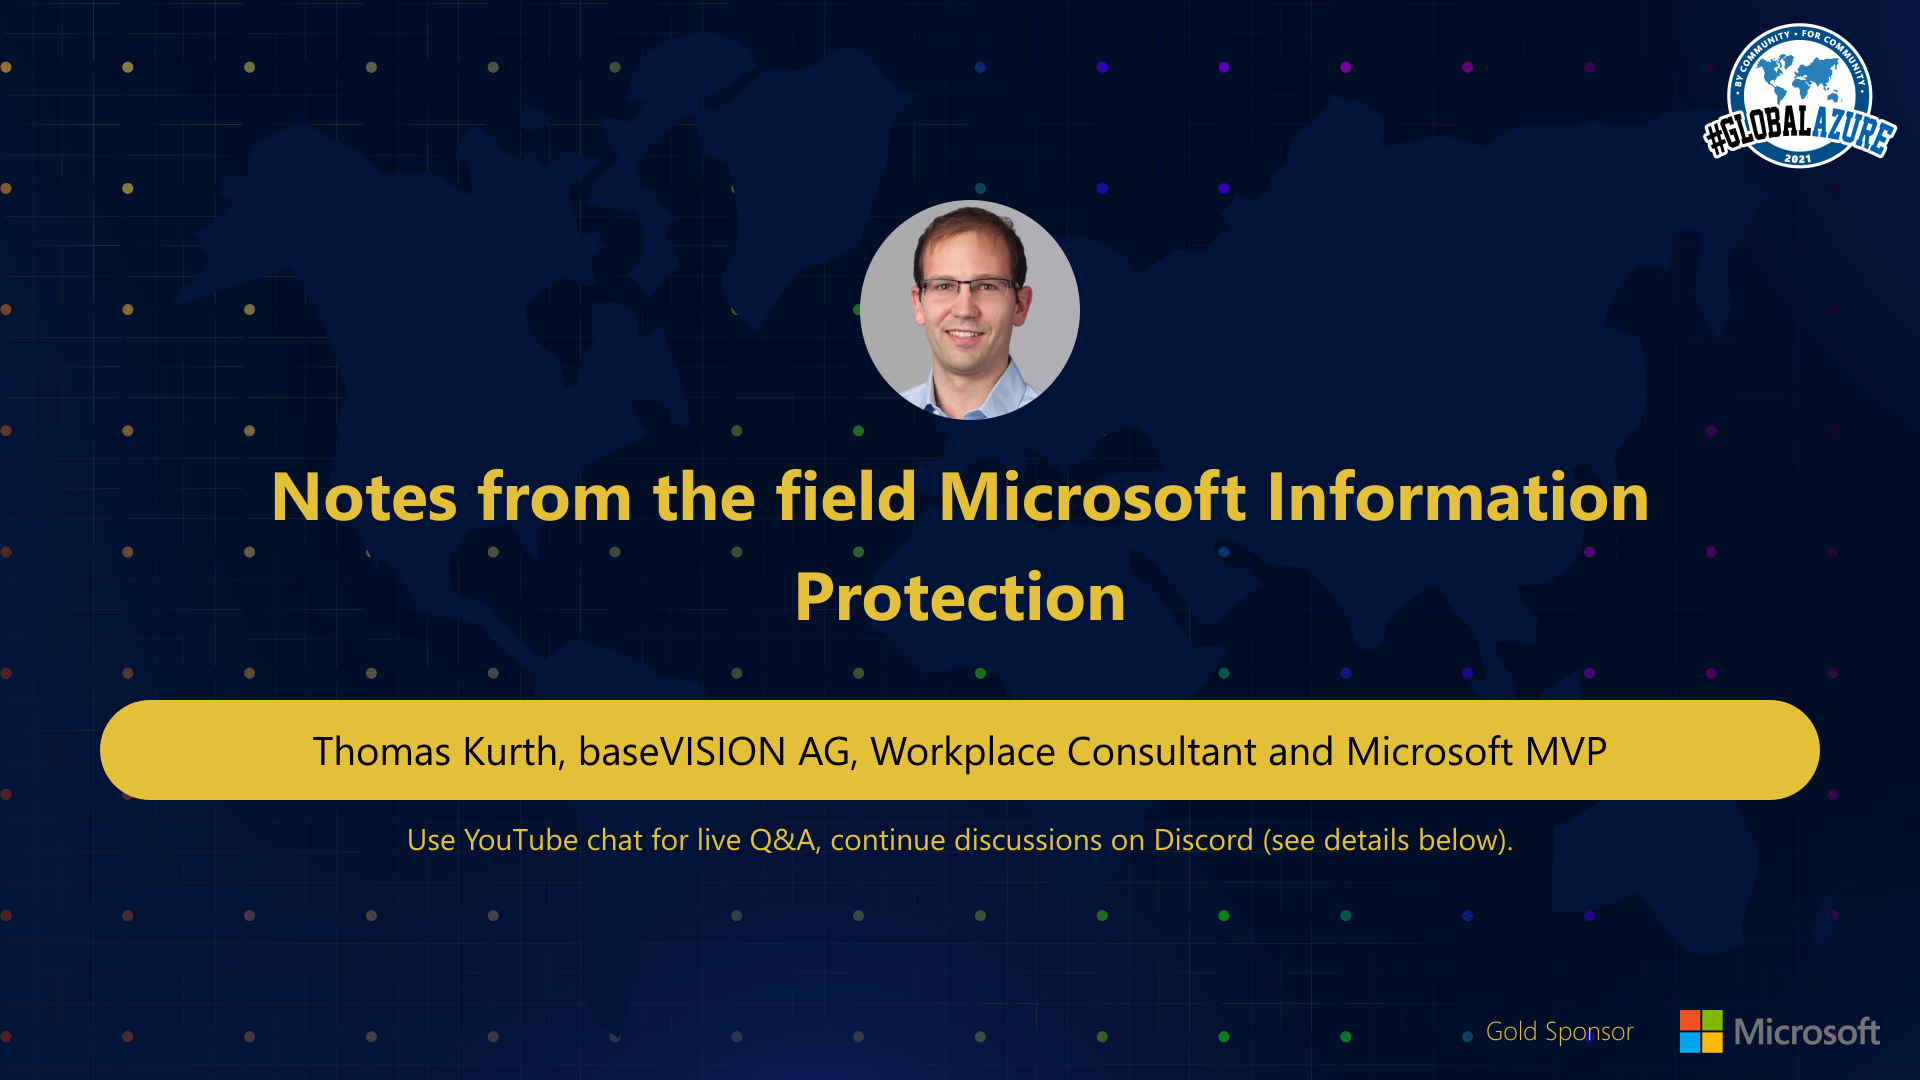 • BY COMMUNITY • FOR COMMUNITY •
#GLOBALAZURE
2021
Notes from the field Microsoft Information
Protection
Thomas Kurth, baseVISION AG, Workplace Consultant and Microsoft MVP
Use YouTube chat for live Q&A, continue discussions on Discord (see details below).
Gold Sponsor
Microsoft